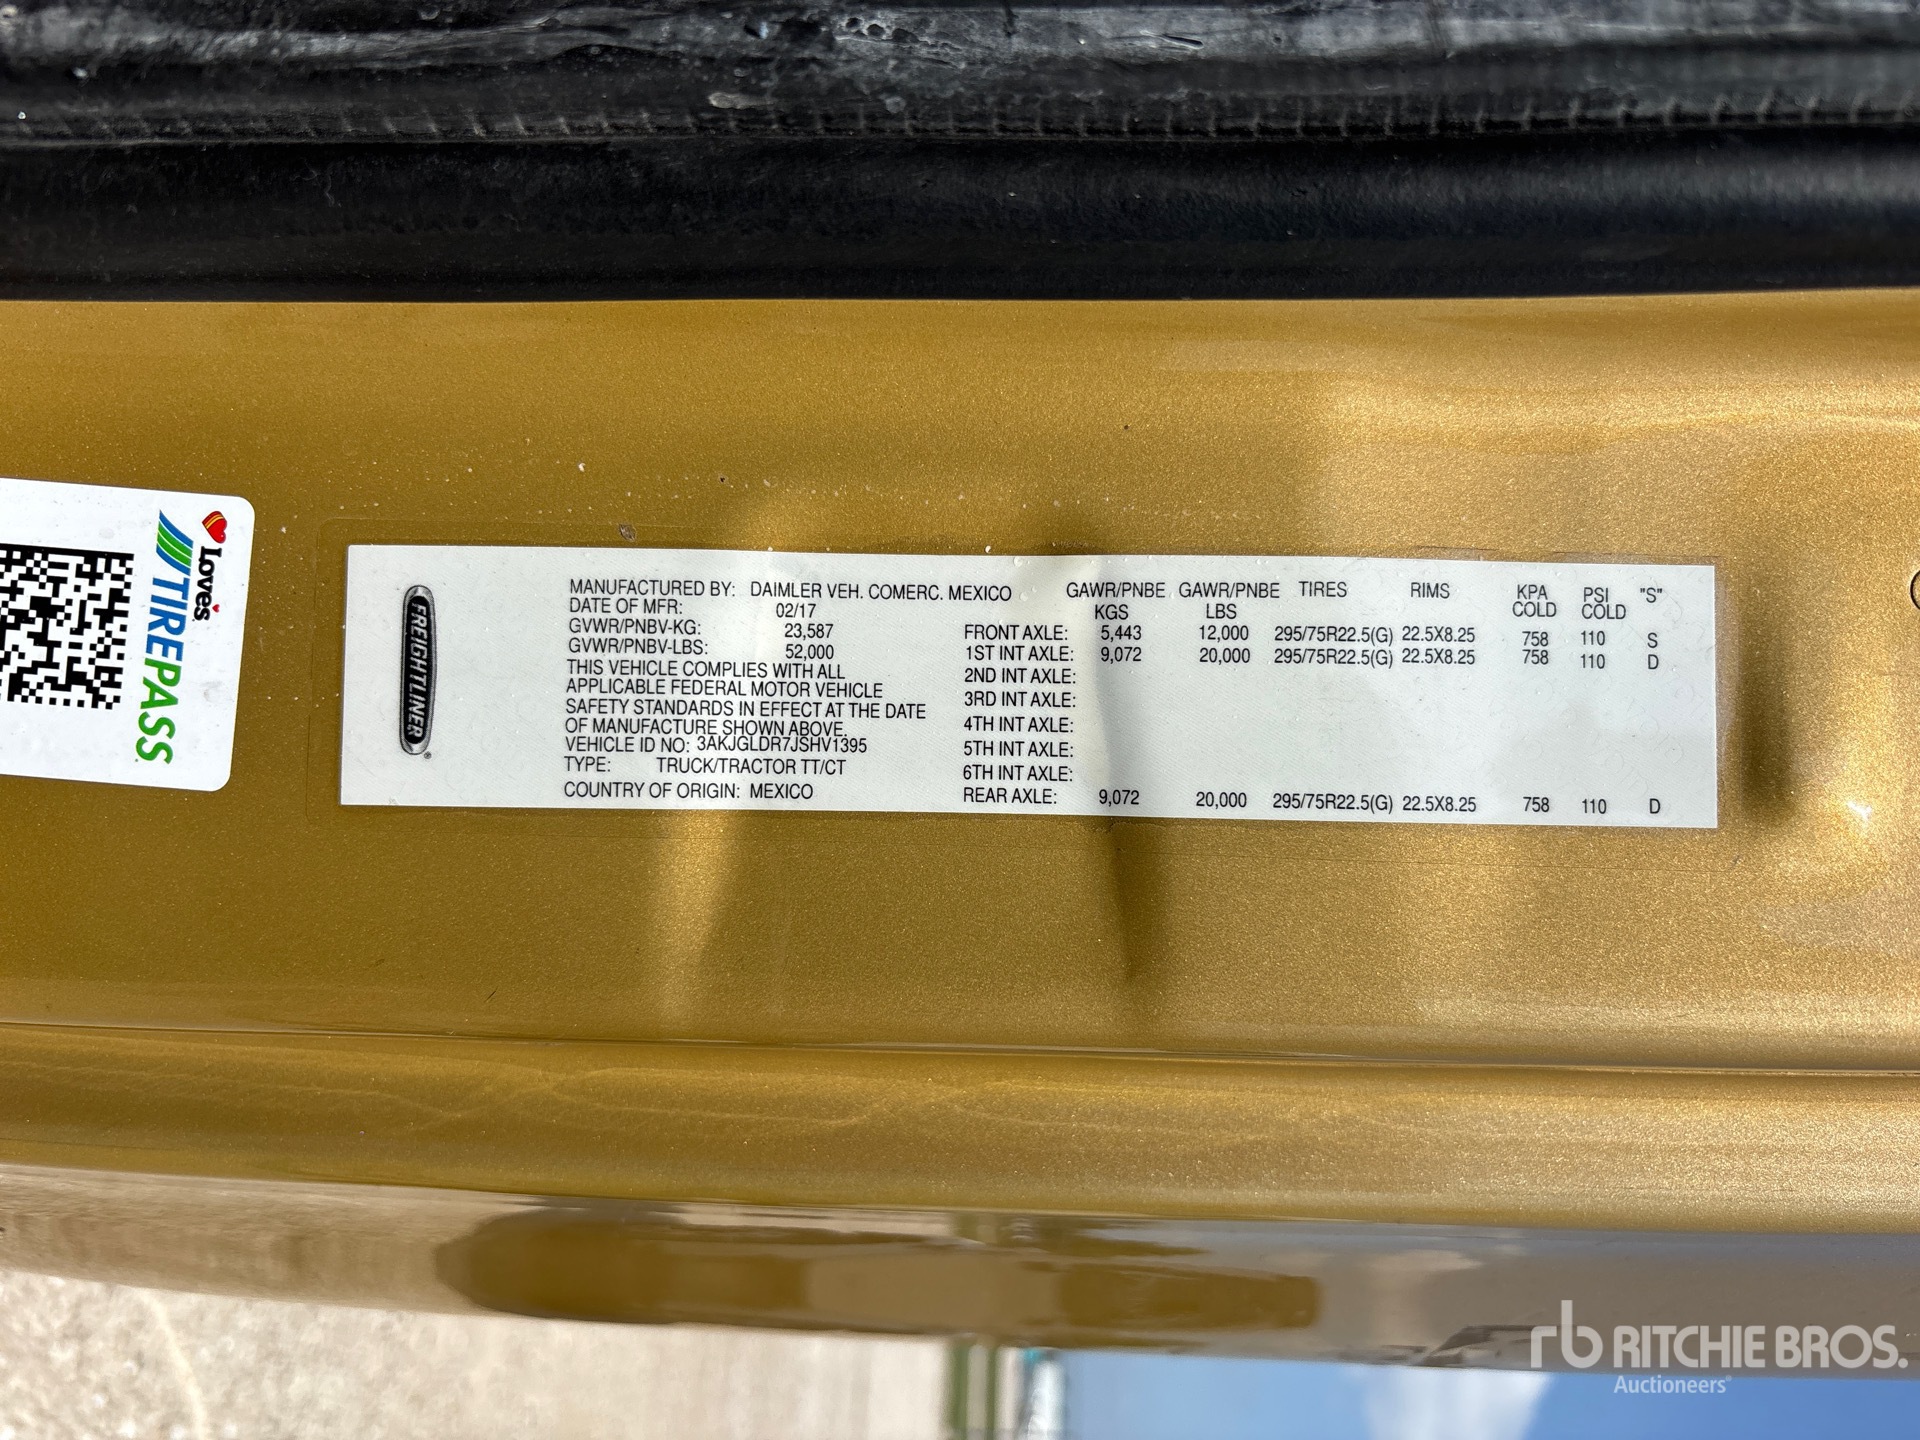 Love's
TIREPASS
FREIGHTLINER
MANUFACTURED BY: DAIMLER VEH. COMERC. MEXICO
DATE OF MFR: 02/17
GVWR/PNBV-KG: 23,587
GVWR/PNBV-LBS: 52,000
THIS VEHICLE COMPLIES WITH ALL
APPLICABLE FEDERAL MOTOR VEHICLE
SAFETY STANDARDS IN EFFECT AT THE DATE
OF MANUFACTURE SHOWN ABOVE.
VEHICLE ID NO: 3AKJGLDR7JSHV1395
TYPE: TRUCK/TRACTOR TT/CT
COUNTRY OF ORIGIN: MEXICO
GAWR/PNBE GAWR/PNBE TIRES RIMS KPA PSI "S"
KGS LBS COLD COLD
FRONT AXLE: 5,443 12,000 295/75R22.5(G) 22.5X8.25 758 110 S
1ST INT AXLE: 9,072 20,000 295/75R22.5(G) 22.5X8.25 758 110 D
2ND INT AXLE:
3RD INT AXLE:
4TH INT AXLE:
5TH INT AXLE:
6TH INT AXLE:
REAR AXLE: 9,072 20,000 295/75R22.5(G) 22.5X8.25 758 110 D
rb RITCHIE BROS.
Auctioneers